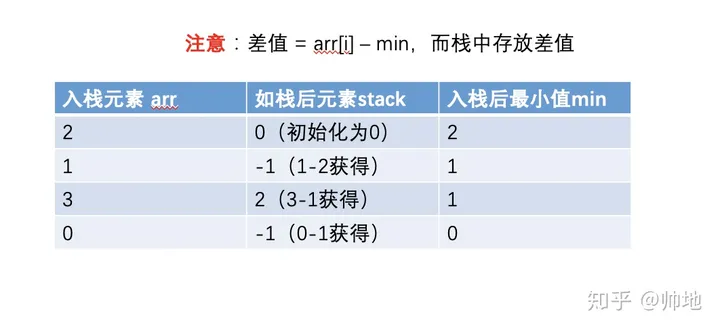 注意：差值 = arr[i] – min，而栈中存放差值
入栈元素 arr 如栈后元素stack 入栈后最小值min
2 0（初始化为0） 2
1 -1（1-2获得） 1
3 2（3-1获得） 1
0 -1（0-1获得） 0
知乎 @帅地